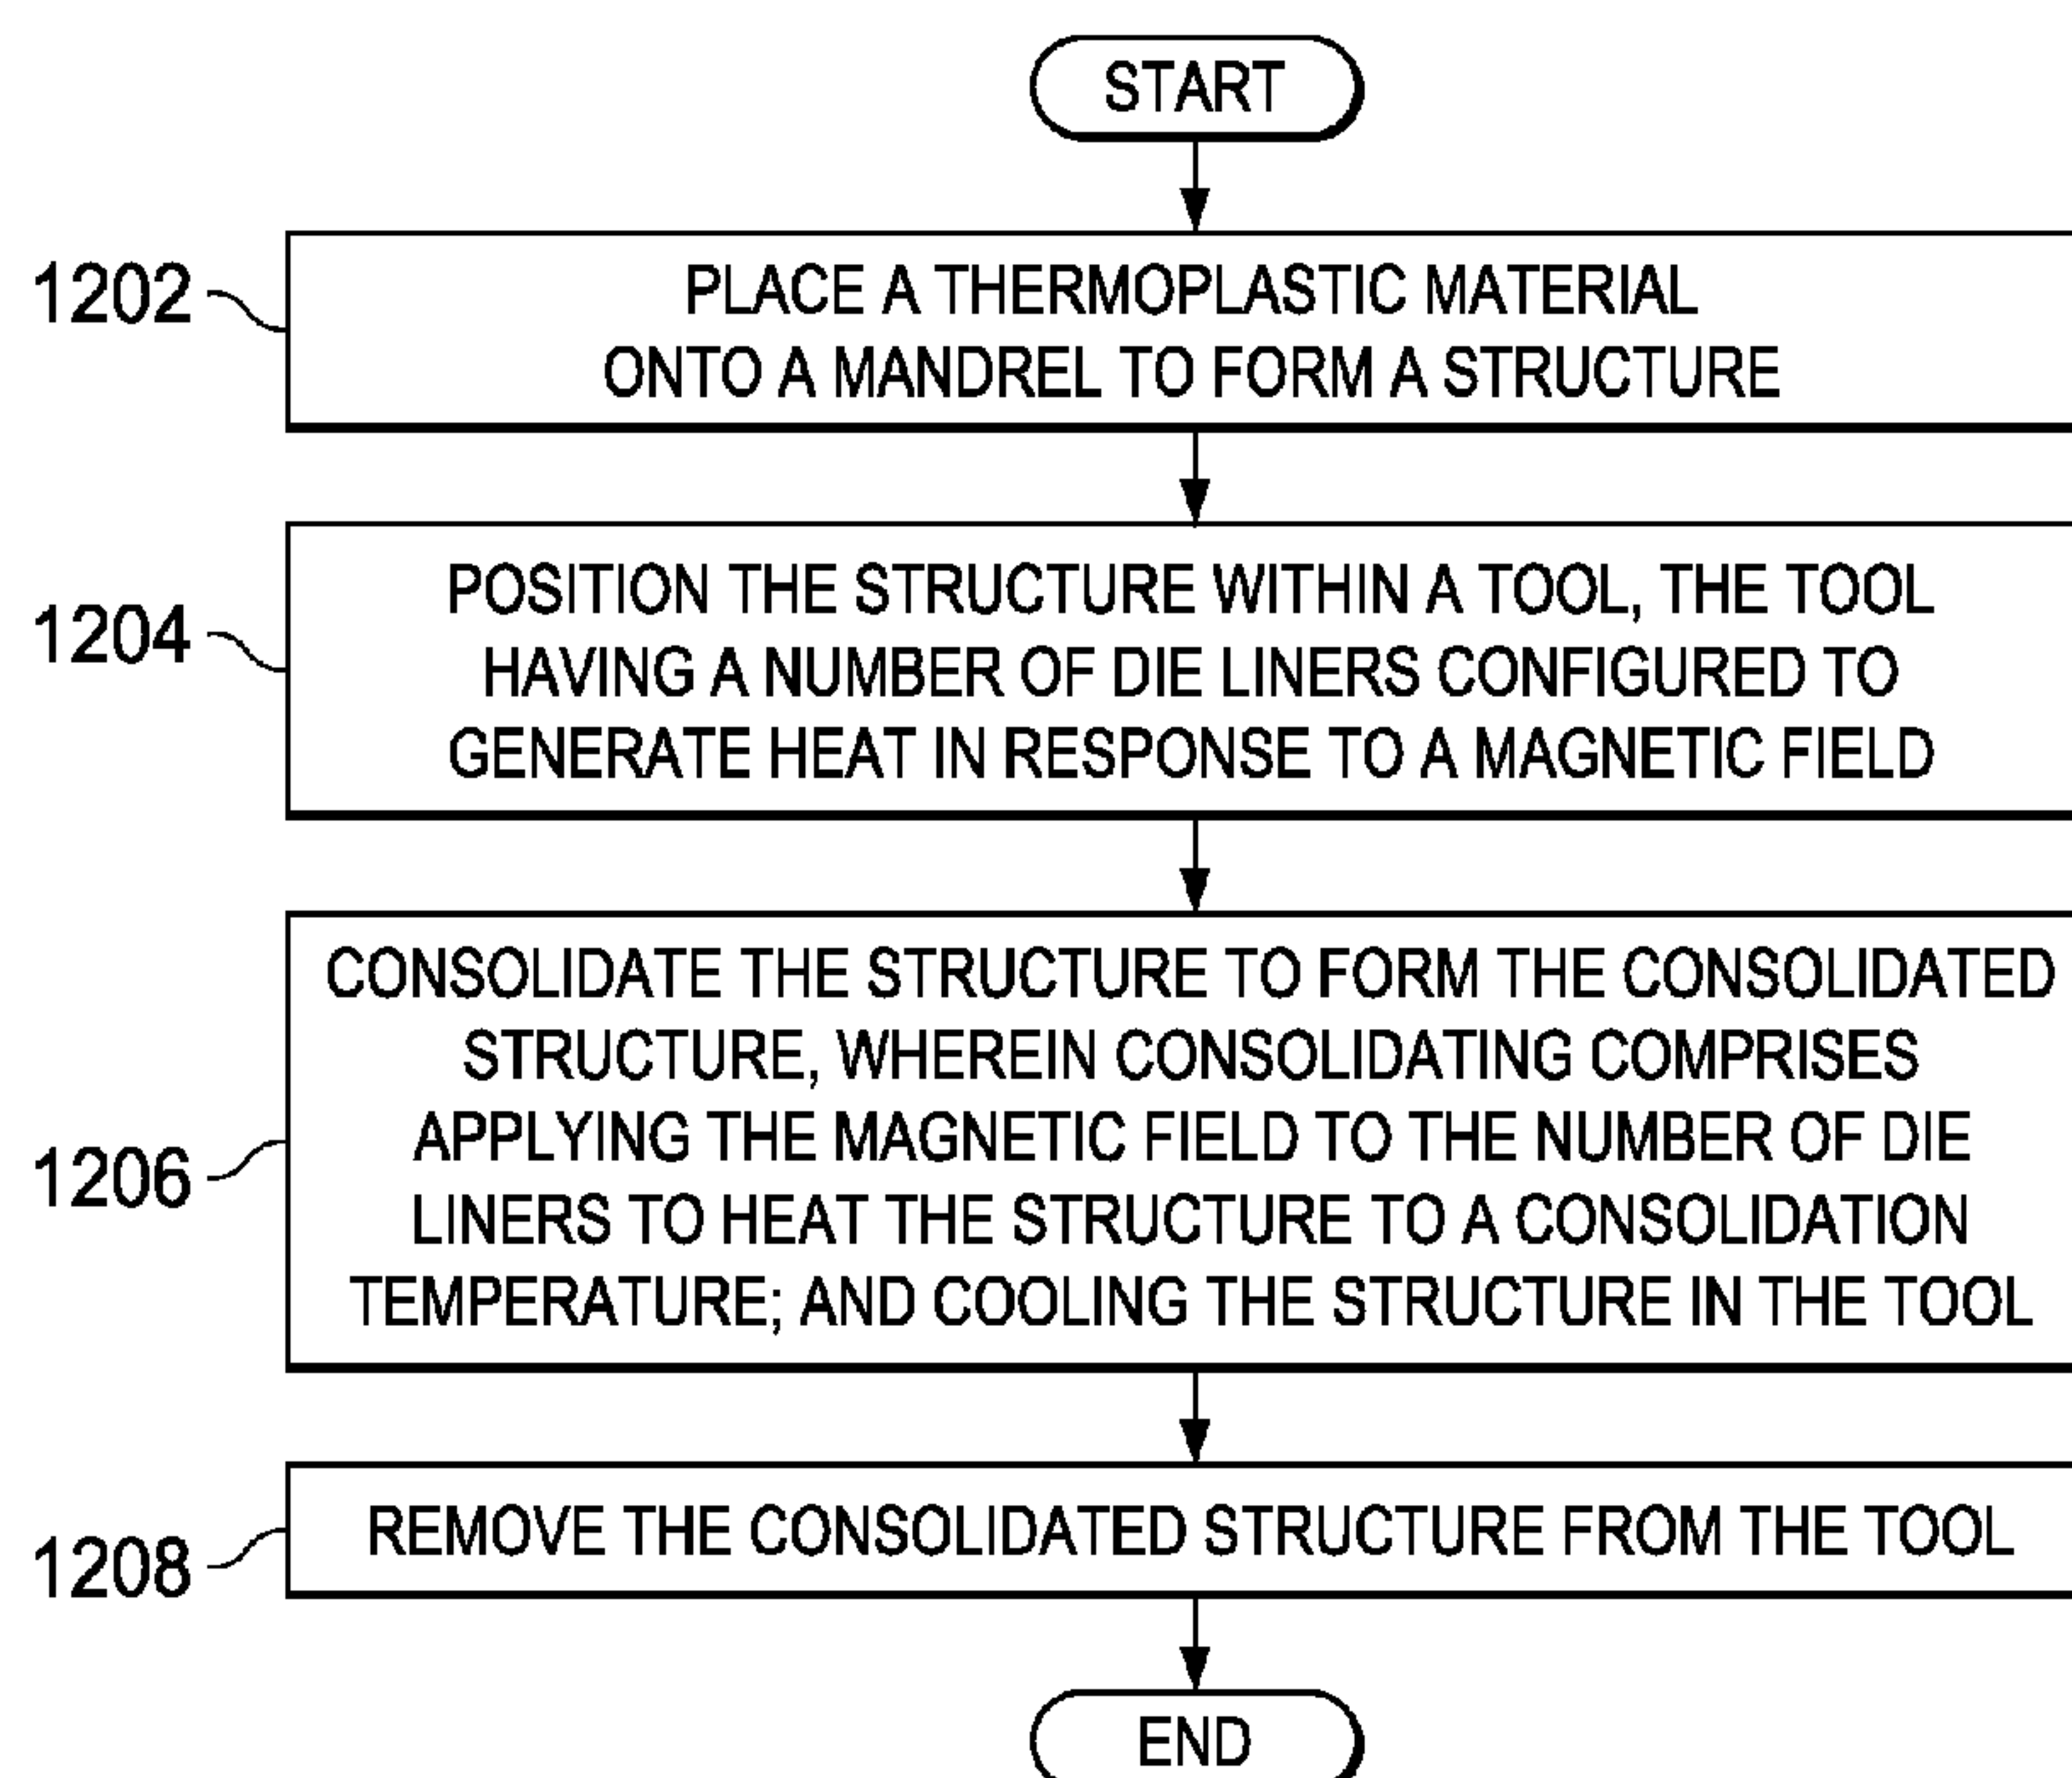 START
1202
PLACE A THERMOPLASTIC MATERIAL
ONTO A MANDREL TO FORM A STRUCTURE
1204
POSITION THE STRUCTURE WITHIN A TOOL, THE TOOL
HAVING A NUMBER OF DIE LINERS CONFIGURED TO
GENERATE HEAT IN RESPONSE TO A MAGNETIC FIELD
1206
CONSOLIDATE THE STRUCTURE TO FORM THE CONSOLIDATED
STRUCTURE, WHEREIN CONSOLIDATING COMPRISES
APPLYING THE MAGNETIC FIELD TO THE NUMBER OF DIE
LINERS TO HEAT THE STRUCTURE TO A CONSOLIDATION
TEMPERATURE; AND COOLING THE STRUCTURE IN THE TOOL
1208
REMOVE THE CONSOLIDATED STRUCTURE FROM THE TOOL
END